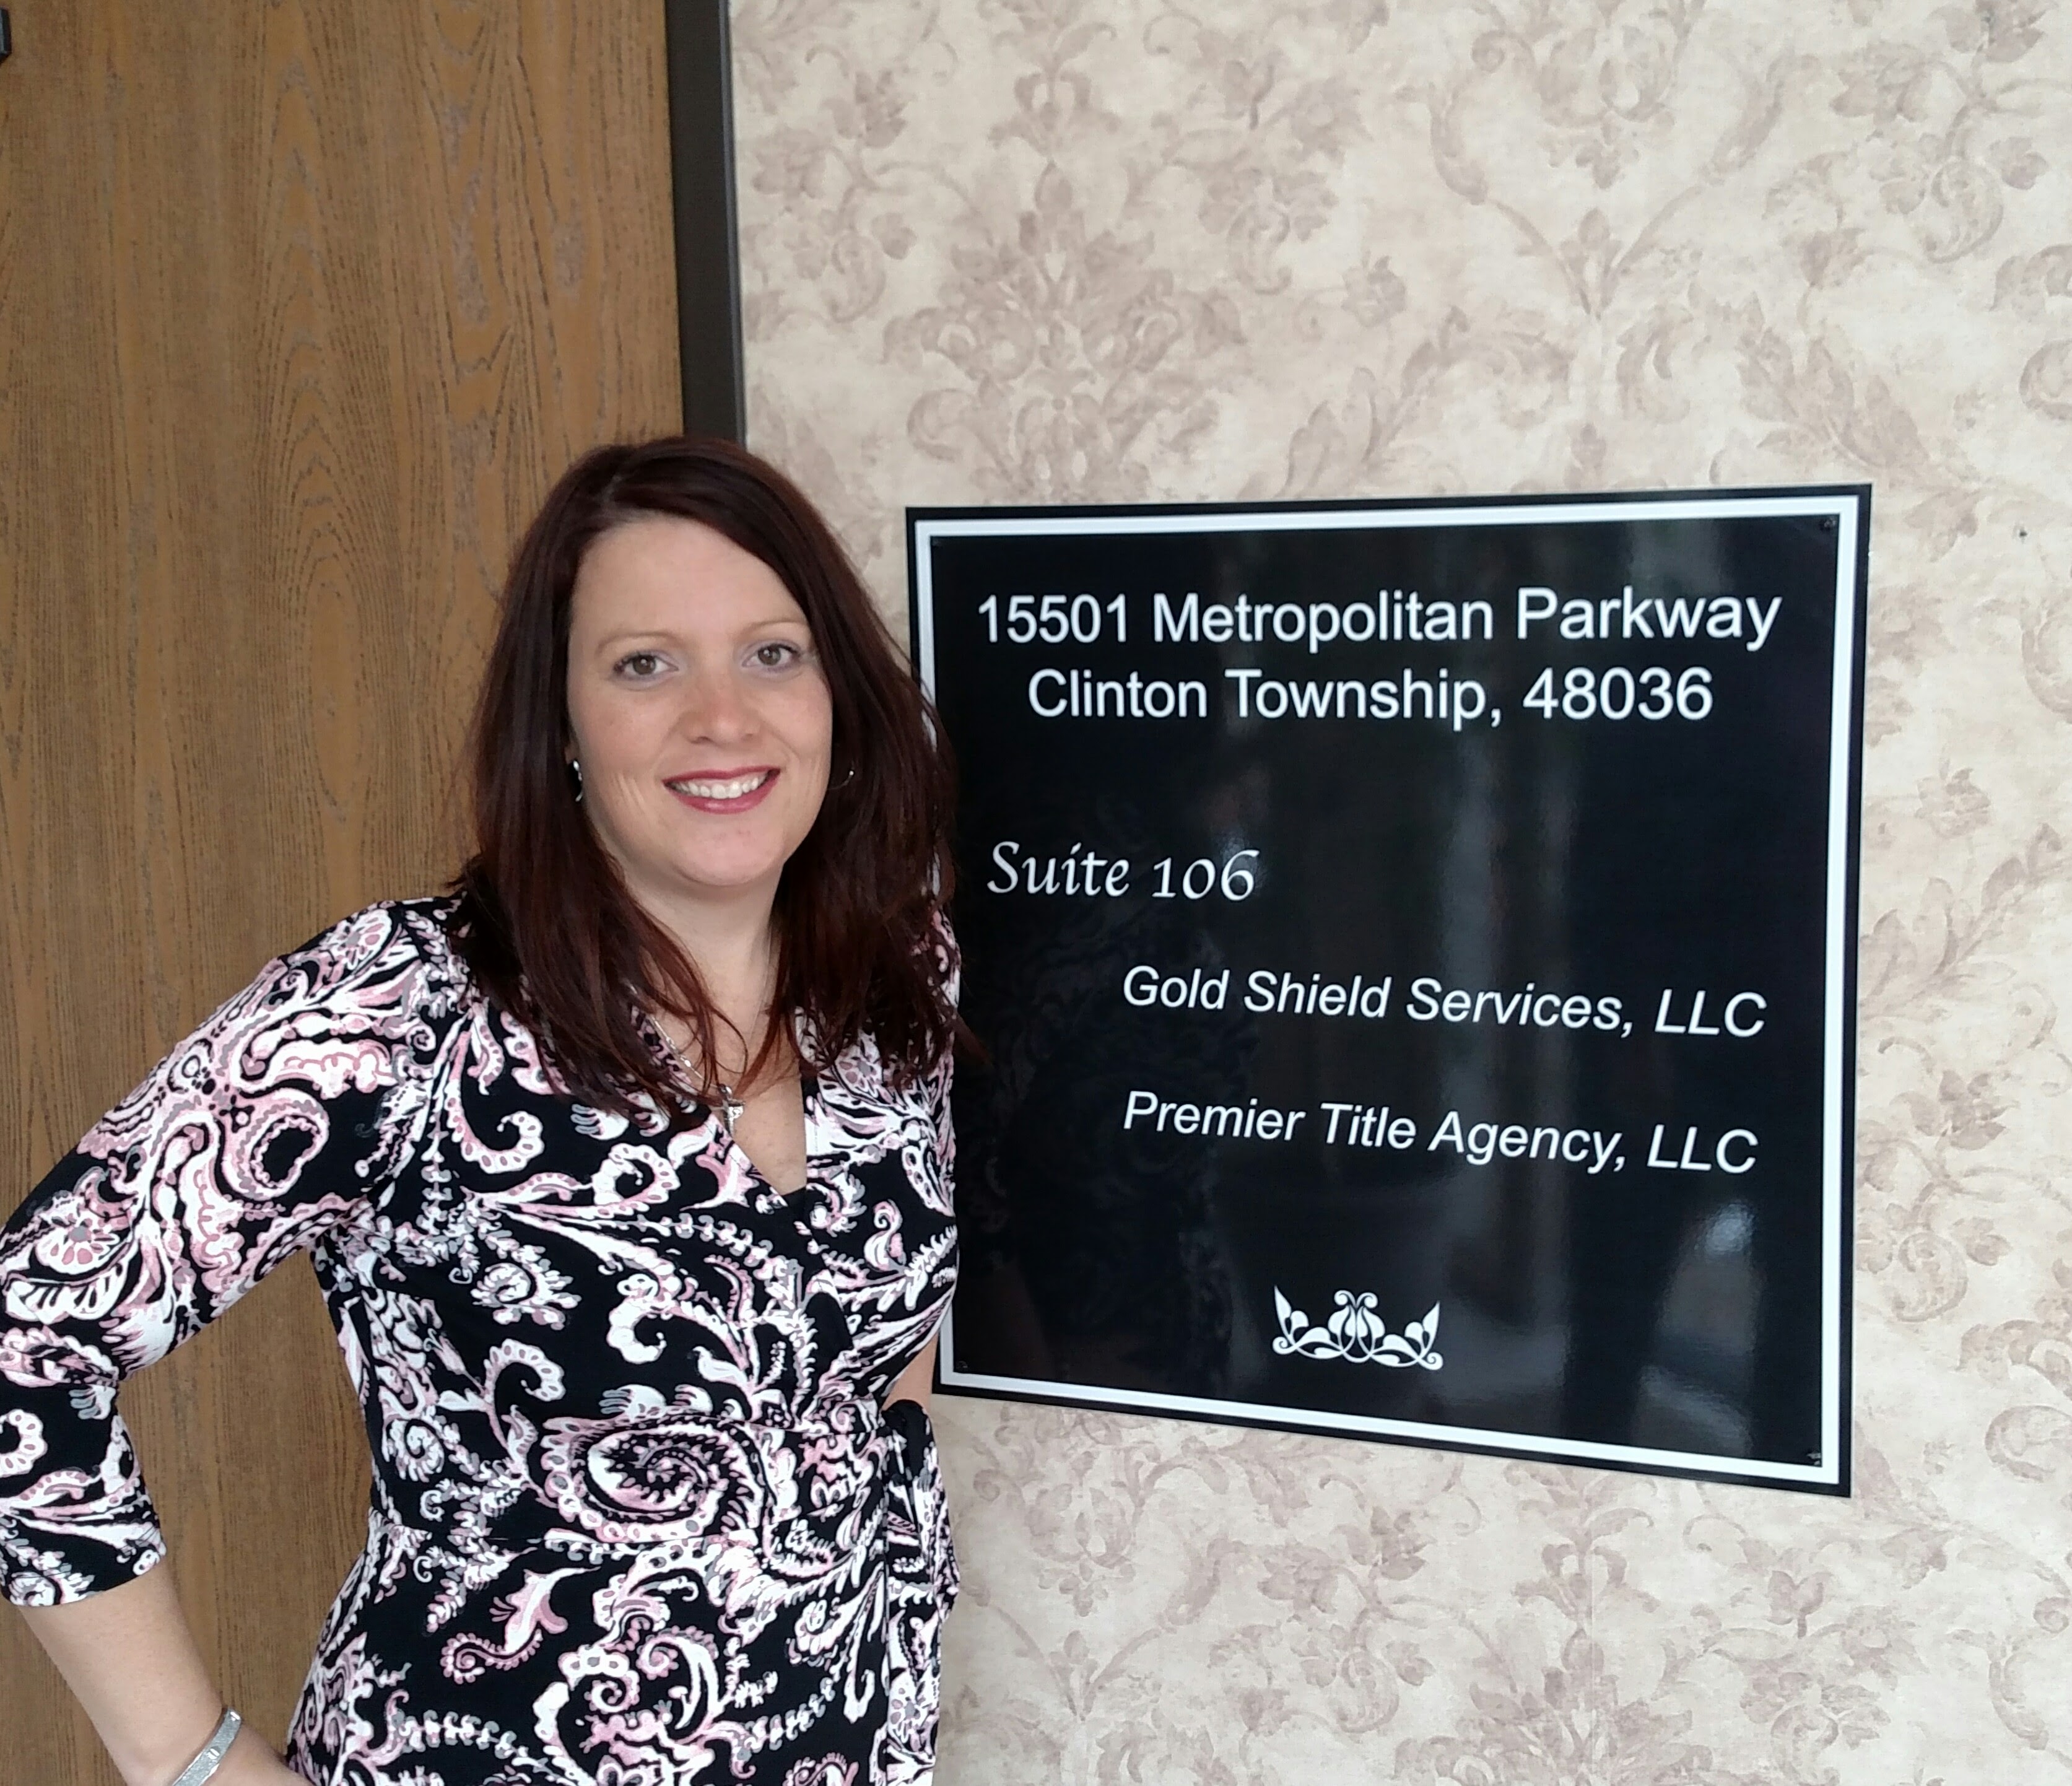 15501 Metropolitan Parkway
Clinton Township, 48036
Suite 106
Gold Shield Services, LLC
Premier Title Agency, LLC